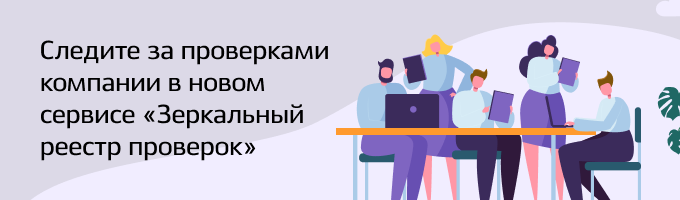 Следите за проверками
компании в новом
сервисе «Зеркальный
реестр проверок»